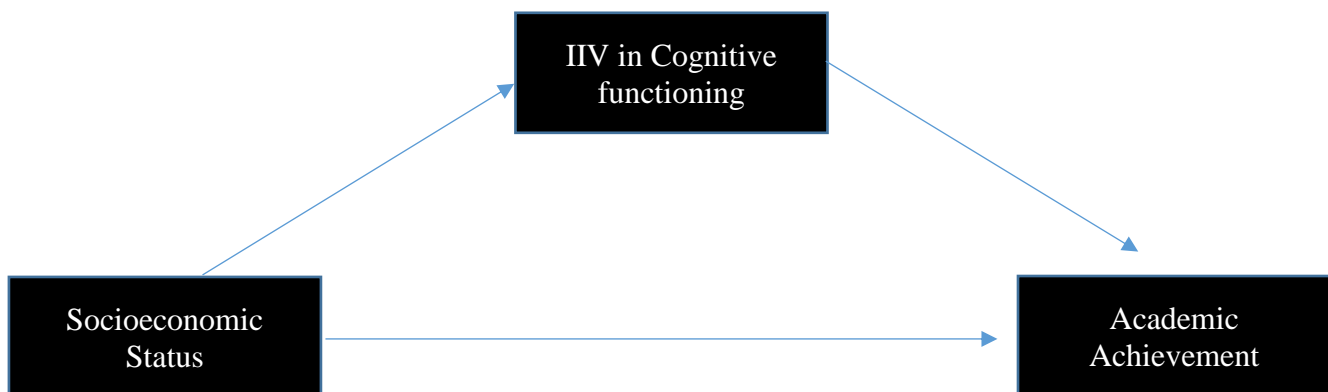 IIV in Cognitive
functioning
Socioeconomic
Status
Academic
Achievement